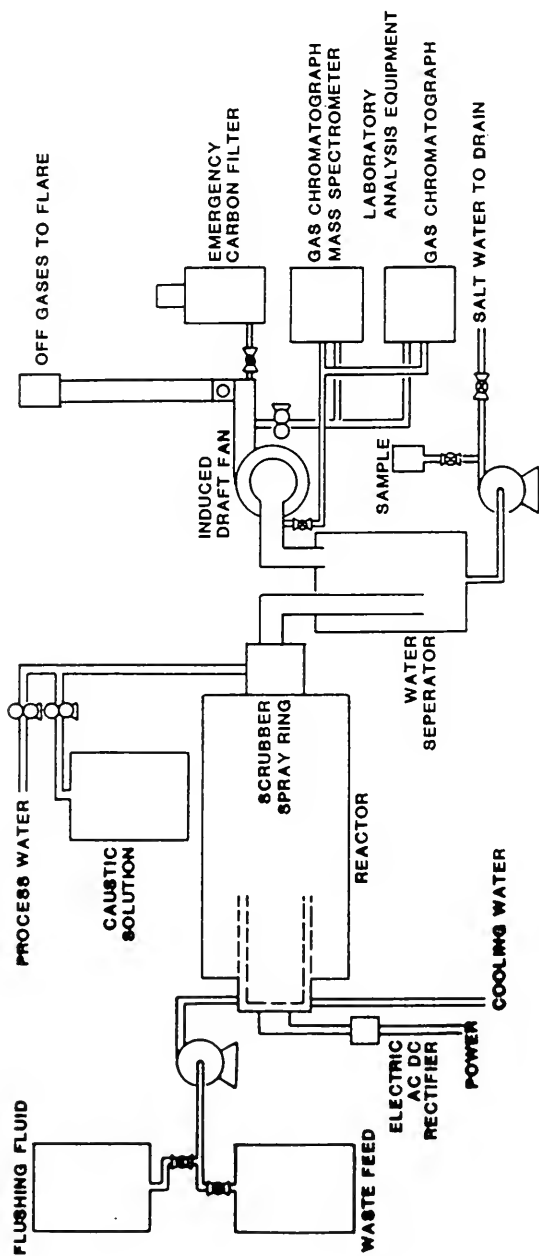 FLUSHING FLUID
WASTE FEED
PROCESS WATER
CAUSTIC
SOLUTION
ELECTRIC
AC DC
RECTIFIER
POWER
COOLING WATER
REACTOR
SCRUBBER
SPRAY RING
WATER
SEPERATOR
INDUCED
DRAFT FAN
OFF GASES TO FLARE
EMERGENCY
CARBON FILTER
GAS CHROMATOGRAPH
MASS SPECTROMETER
LABORATORY
ANALYSIS EQUIPMENT
GAS CHROMATOGRAPH
SAMPLE
SALT WATER TO DRAIN